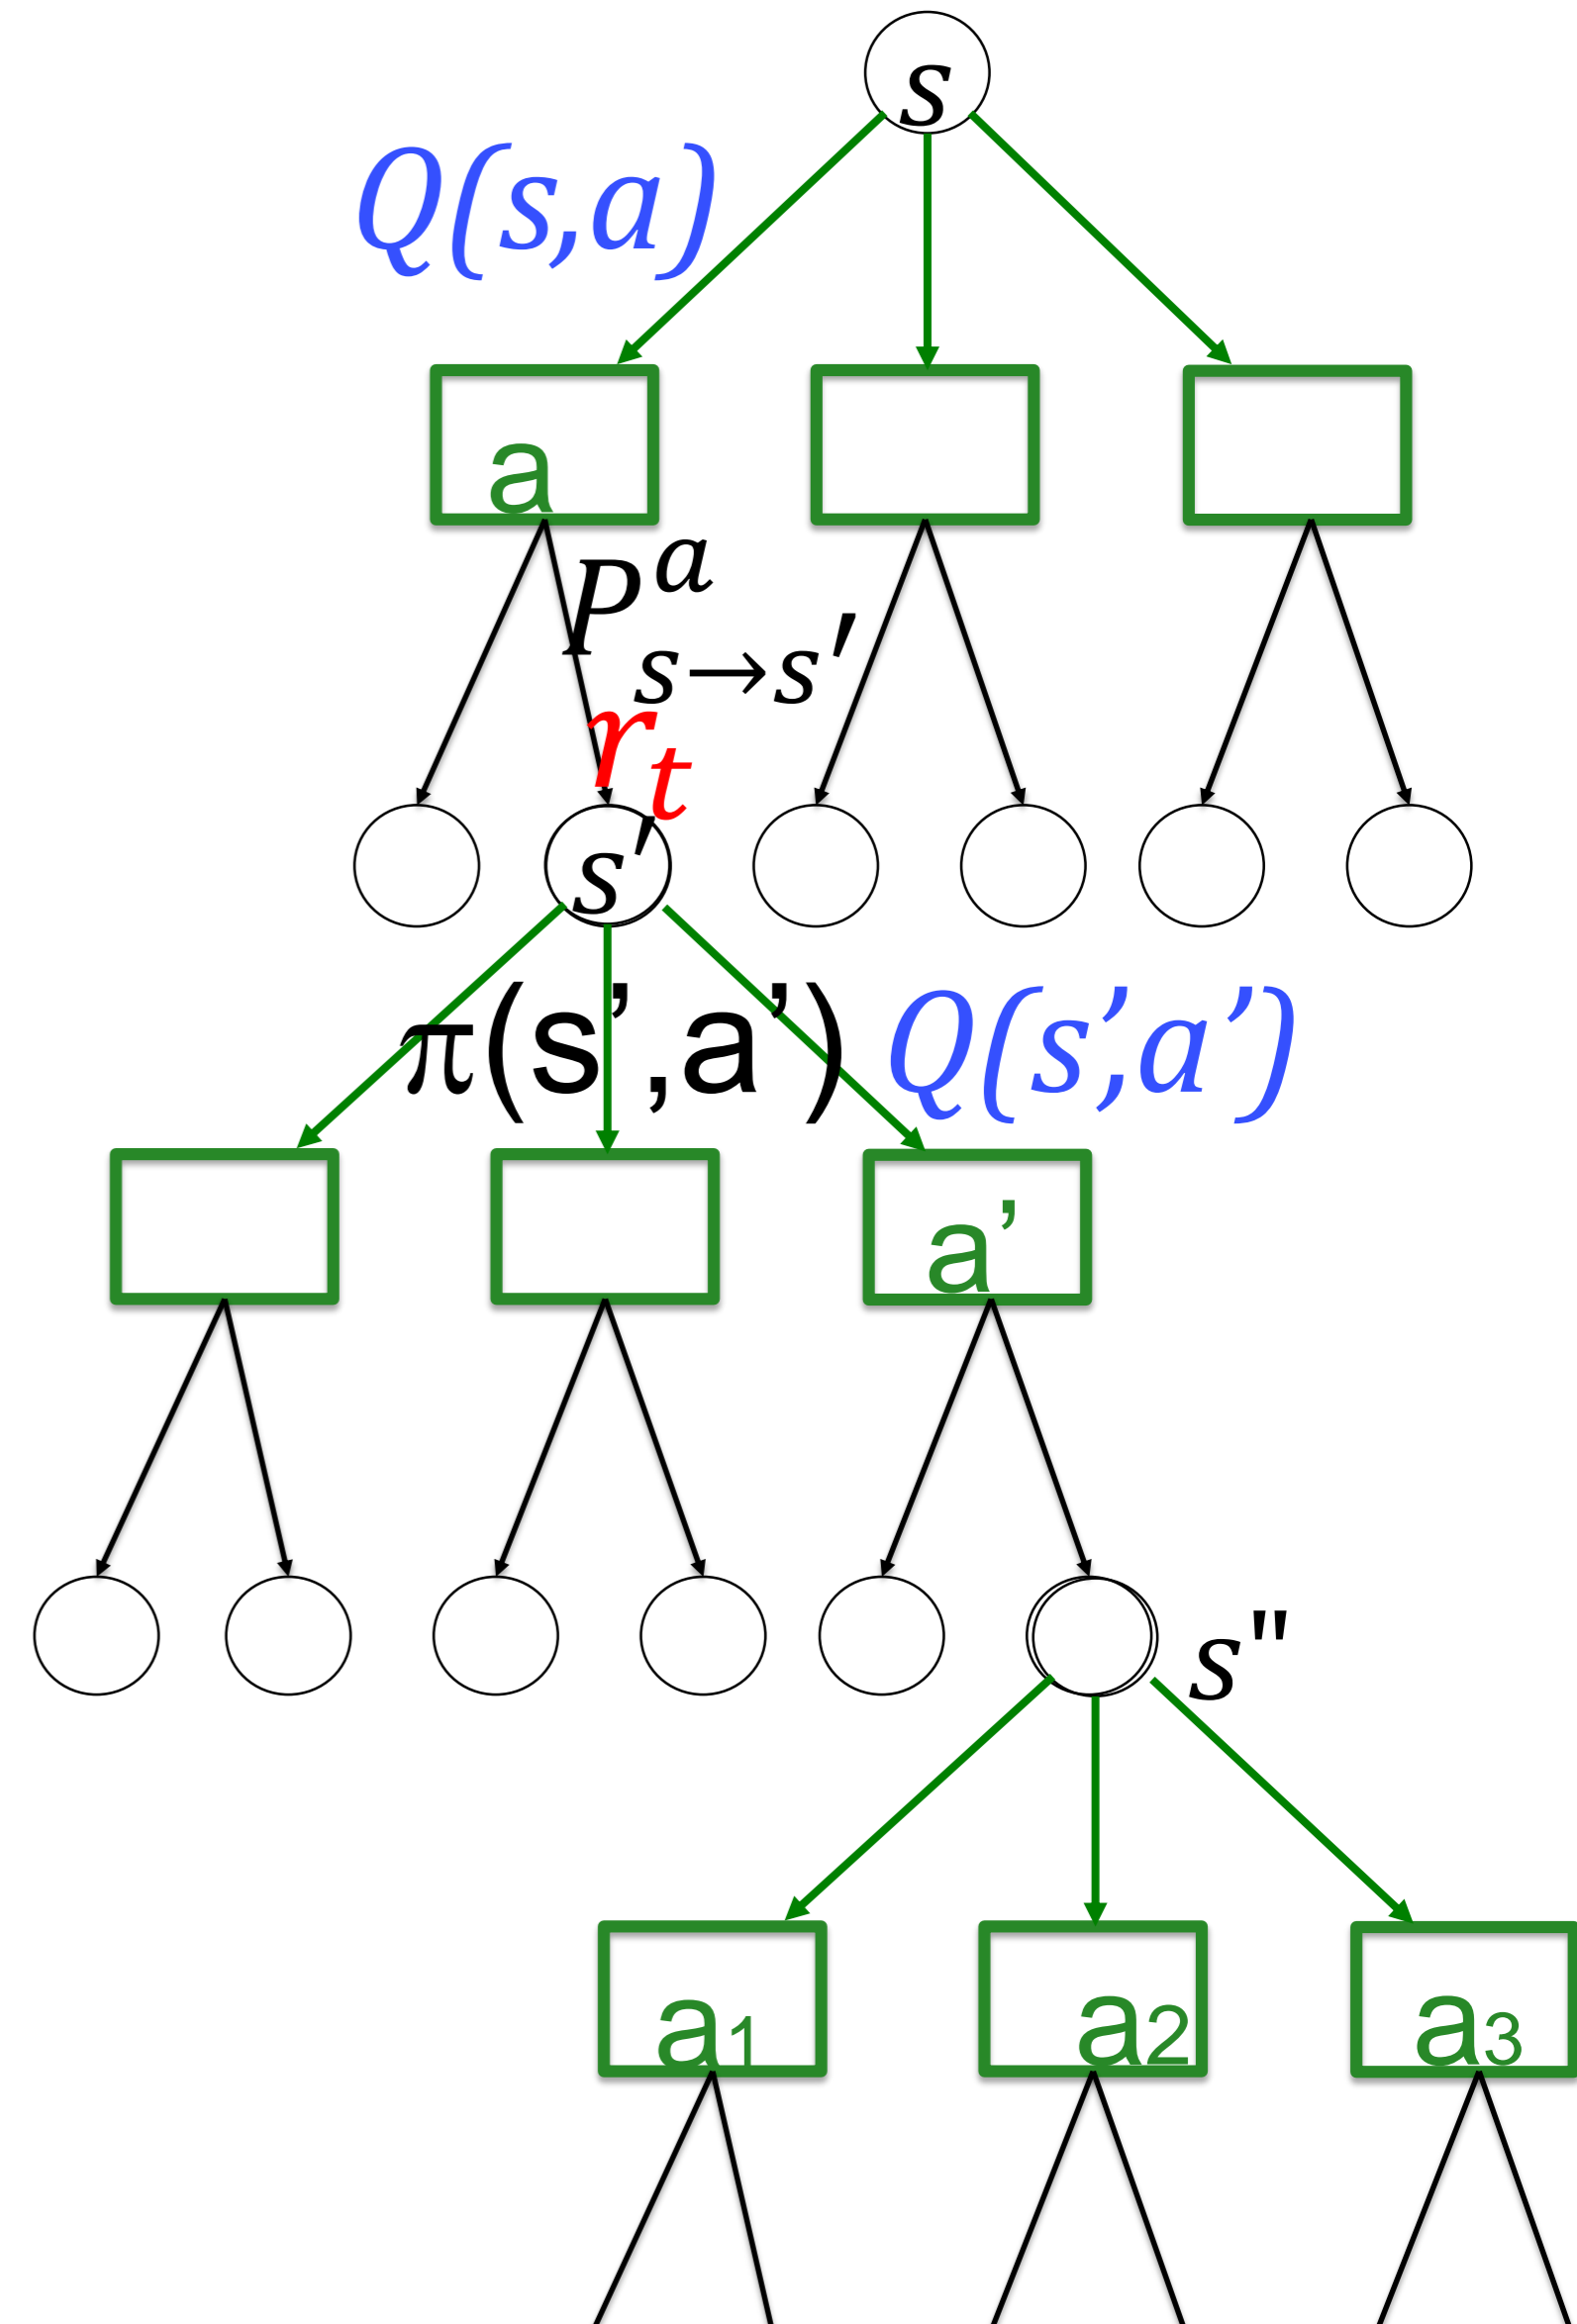 s
Q(s,a)
a
P^a_{s→s'}
r_t
s'
π(s’,a’) Q(s’,a’)
a’
s"
a1 a2 a3